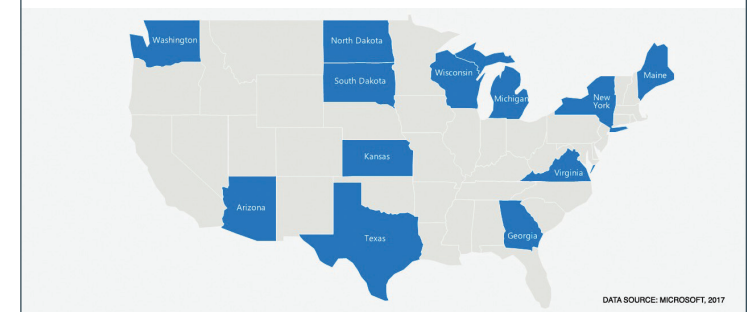 Washington
North Dakota
South Dakota
Wisconsin
Michigan
Maine
New
York
Kansas
Virginia
Arizona
Texas
Georgia
DATA SOURCE: MICROSOFT, 2017